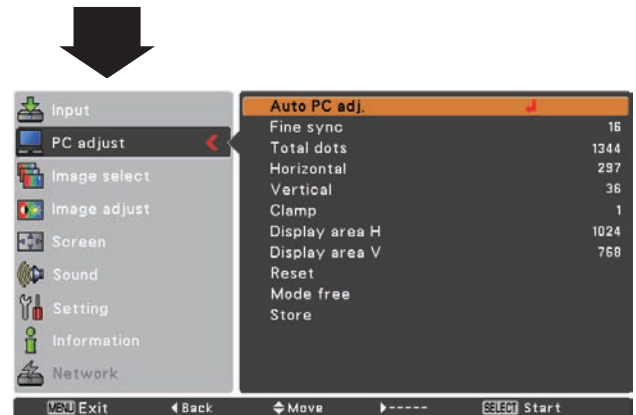 Input
PC adjust
Image select
Image adjust
Screen
Sound
Setting
Information
Network
Auto PC adj.
Fine sync 16
Total dots 1344
Horizontal 297
Vertical 36
Clamp 1
Display area H 1024
Display area V 768
Reset
Mode free
Store
MENU Exit ◀Back Move ▶----- SELECT Start